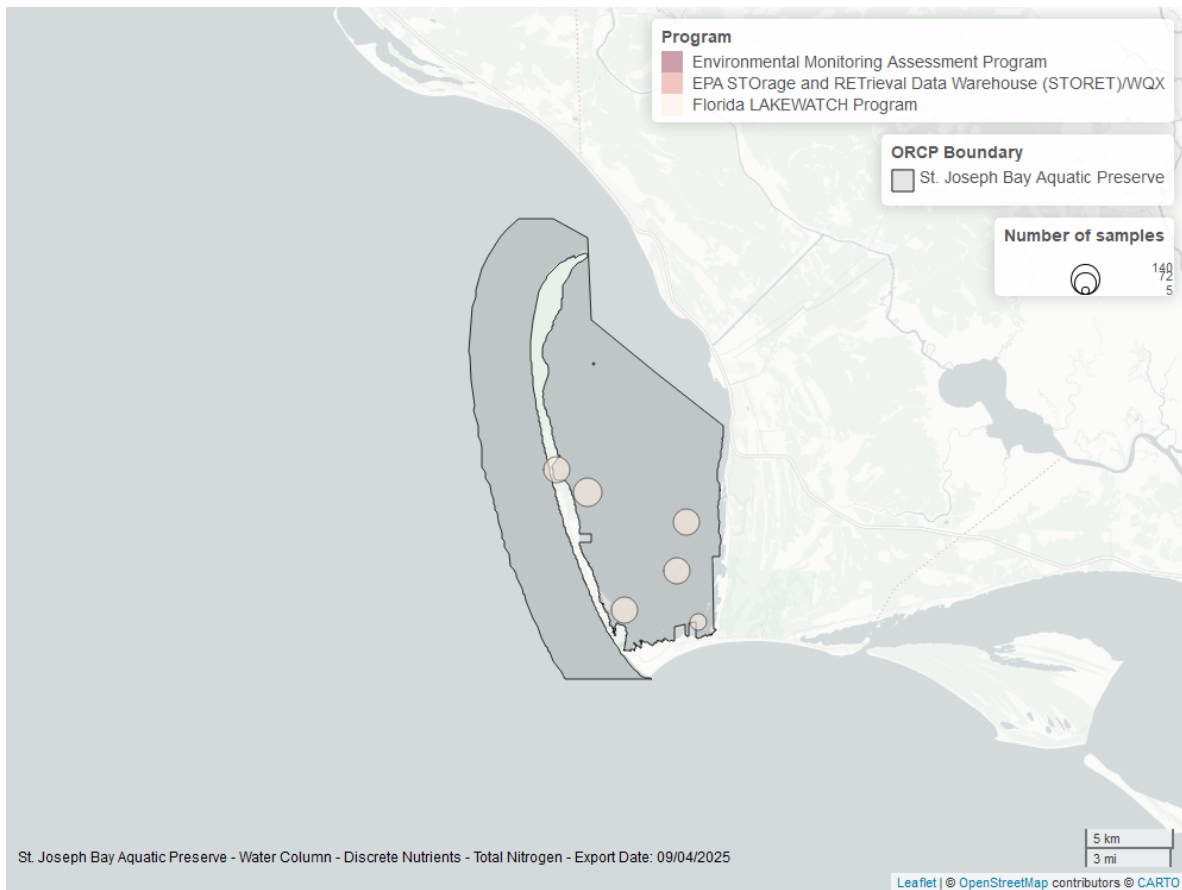 Program
Environmental Monitoring Assessment Program
EPA STOrage and RETrieval Data Warehouse (STORET)/WQX
Florida LAKEWATCH Program
ORCP Boundary
St. Joseph Bay Aquatic Preserve
Number of samples
140
72
5
5 km
3 mi
St. Joseph Bay Aquatic Preserve - Water Column - Discrete Nutrients - Total Nitrogen - Export Date: 09/04/2025
Leaflet | © OpenStreetMap contributors © CARTO